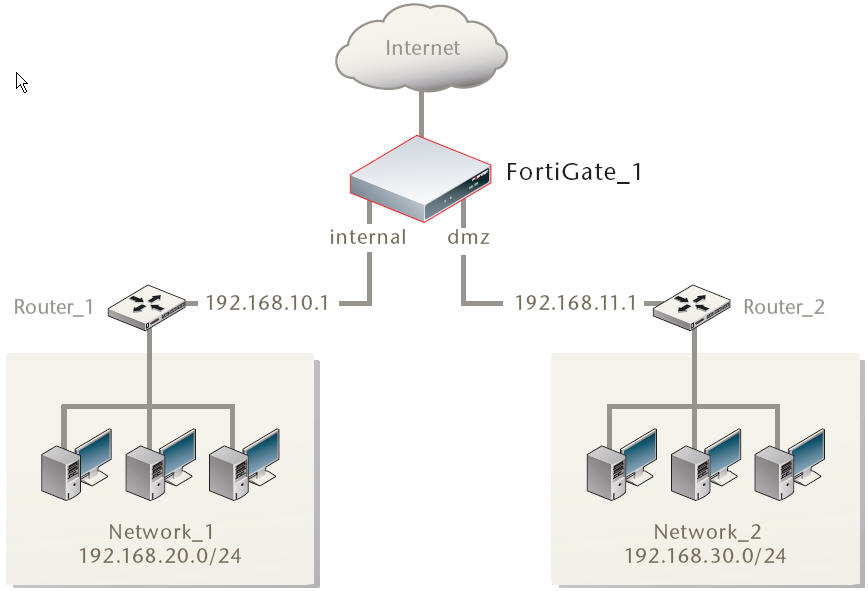 Internet
FortiGate_1
internal
dmz
Router_1
192.168.10.1
192.168.11.1
Router_2
Network_1
192.168.20.0/24
Network_2
192.168.30.0/24